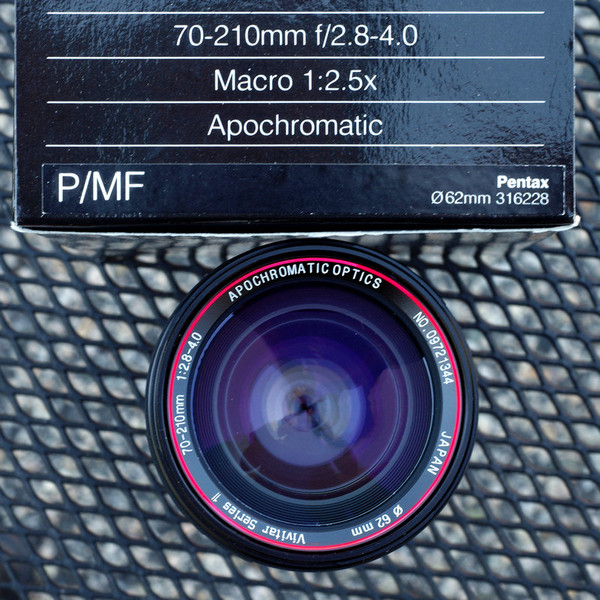 70-210mm f/2.8-4.0
Macro 1:2.5x
Apochromatic
P/MF
Pentax
Ø62mm 316228
APOCHROMATIC OPTICS
NO. 09721344
JAPAN
Ø 62 mm
Vivitar Series 1
70-210mm 1:2.8-4.0